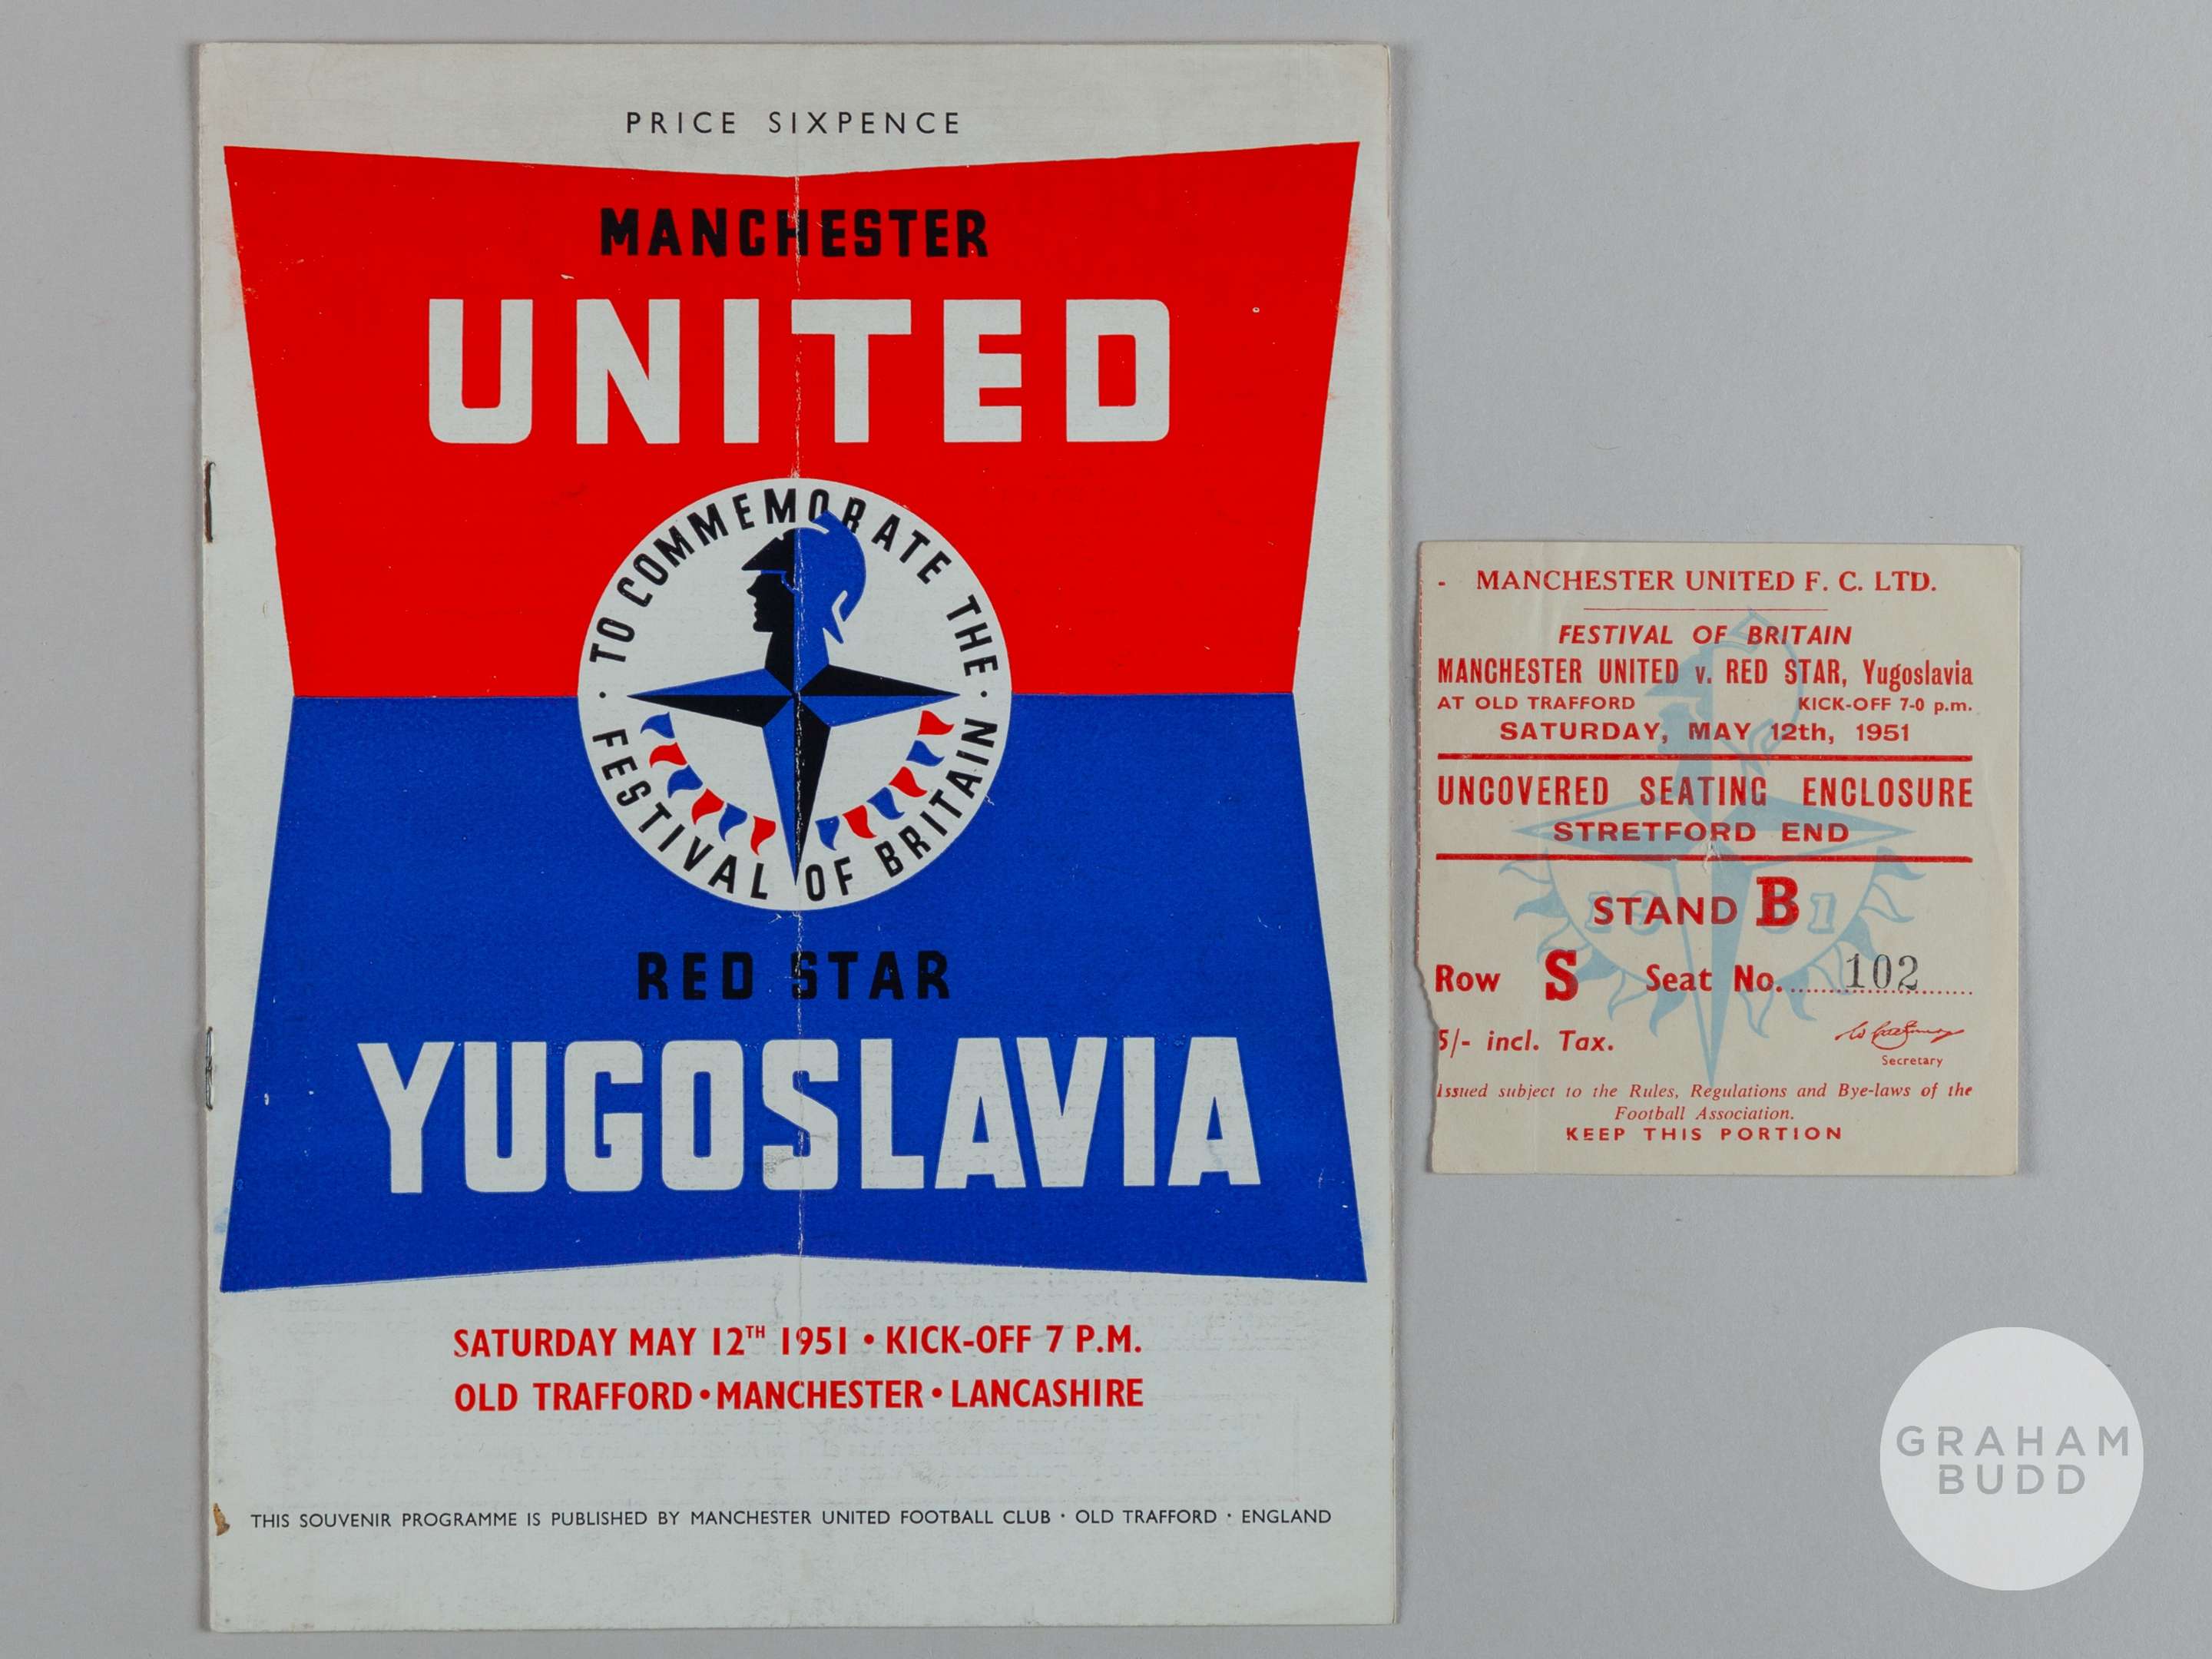 PRICE SIXPENCE
MANCHESTER
UNITED
· TO COMMEMORATE THE ·
FESTIVAL OF BRITAIN
RED STAR
YUGOSLAVIA
SATURDAY MAY 12TH 1951 • KICK-OFF 7 P.M.
OLD TRAFFORD • MANCHESTER • LANCASHIRE
THIS SOUVENIR PROGRAMME IS PUBLISHED BY MANCHESTER UNITED FOOTBALL CLUB · OLD TRAFFORD · ENGLAND
- MANCHESTER UNITED F. C. LTD.
FESTIVAL OF BRITAIN
MANCHESTER UNITED v. RED STAR, Yugoslavia
AT OLD TRAFFORD KICK-OFF 7-0 p.m.
SATURDAY, MAY 12th, 1951
UNCOVERED SEATING ENCLOSURE
STRETFORD END
STAND B
Row S Seat No. 102
5/- incl. Tax.
Secretary
Issued subject to the Rules, Regulations and Bye-laws of the
Football Association.
KEEP THIS PORTION
GRAHAM
BUDD